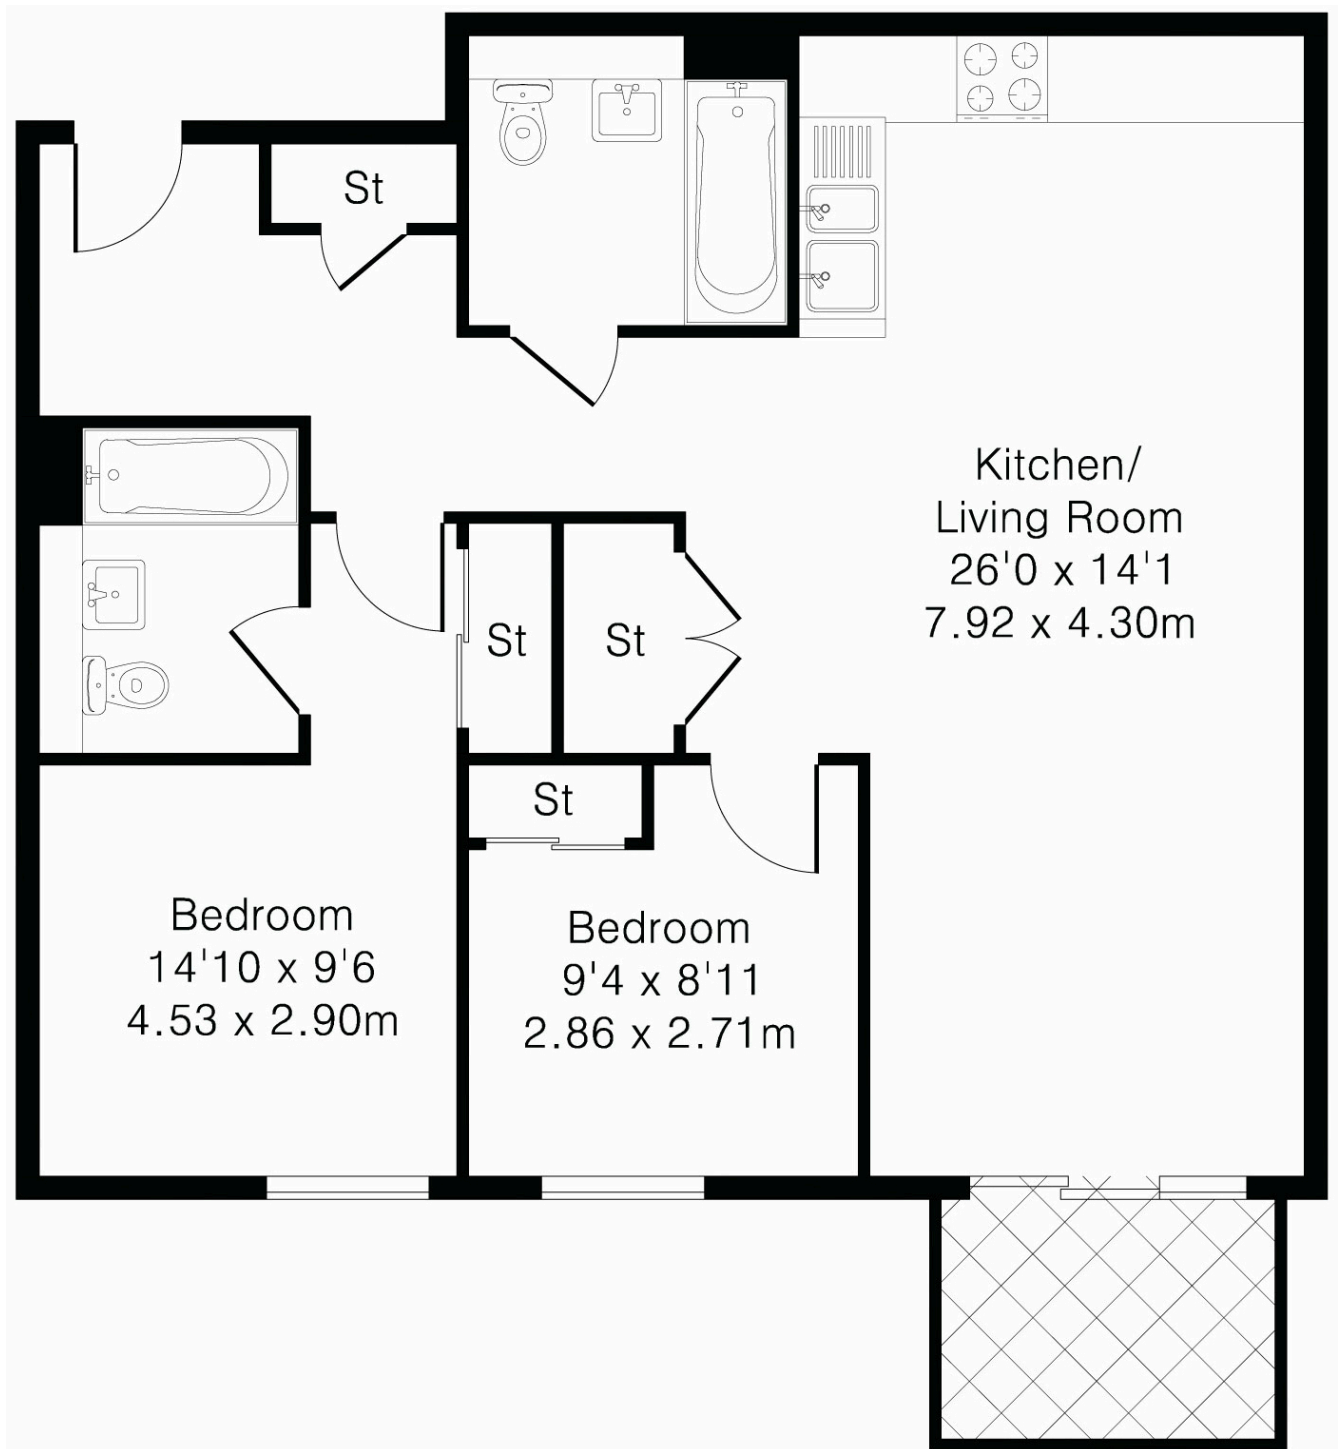 St
Kitchen/
Living Room
26'0 x 14'1
7.92 x 4.30m
St
St
St
Bedroom
14'10 x 9'6
4.53 x 2.90m
Bedroom
9'4 x 8'11
2.86 x 2.71m